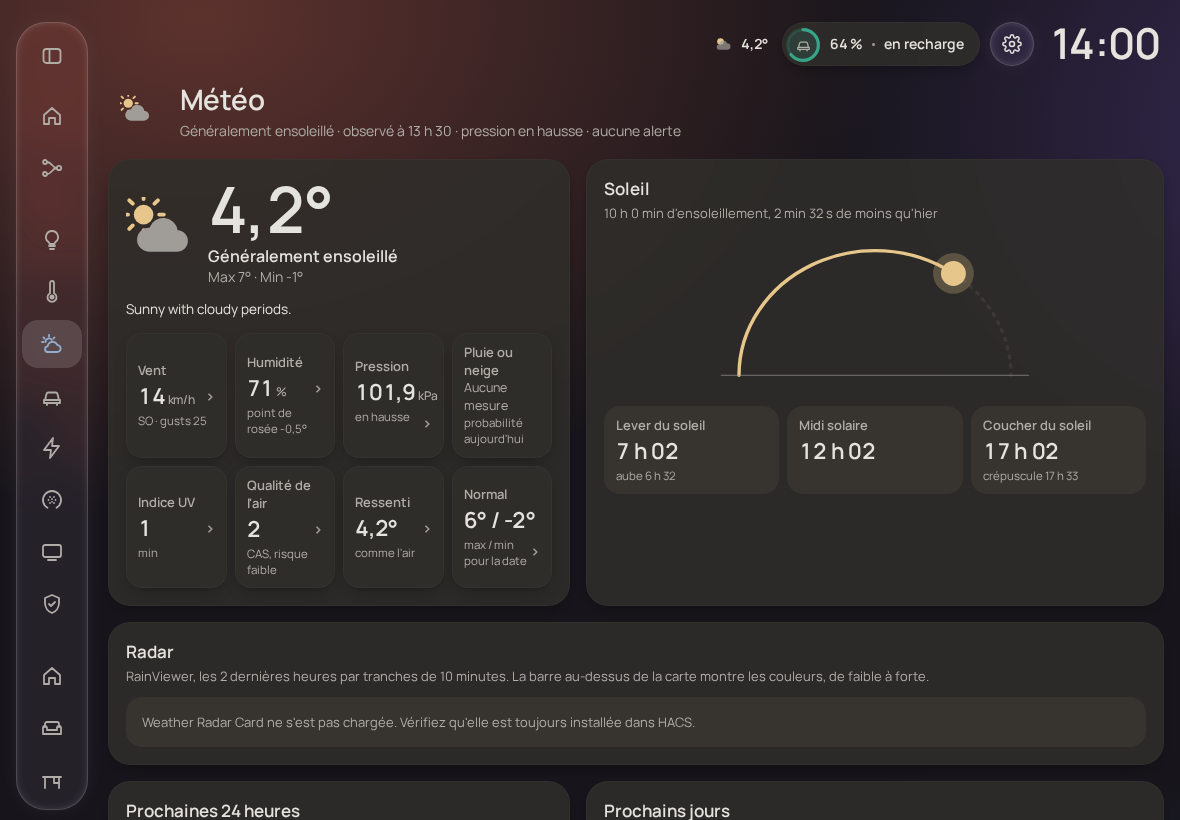 4,2°
64 % · en recharge
14:00
Météo
Généralement ensoleillé · observé à 13 h 30 · pression en hausse · aucune alerte
4,2°
Généralement ensoleillé
Max 7° · Min -1°
Sunny with cloudy periods.
Vent
14 km/h
SO · gusts 25
Humidité
71 %
point de
rosée -0,5°
Pression
101,9 kPa
en hausse
Pluie ou
neige
Aucune
mesure
probabilité
aujourd'hui
Indice UV
1
min
Qualité de
l'air
2
CAS, risque
faible
Ressenti
4,2°
comme l'air
Normal
6° / -2°
max / min
pour la date
Soleil
10 h 0 min d'ensoleillement, 2 min 32 s de moins qu'hier
Lever du soleil
7 h 02
aube 6 h 32
Midi solaire
12 h 02
Coucher du soleil
17 h 02
crépuscule 17 h 33
Radar
RainViewer, les 2 dernières heures par tranches de 10 minutes. La barre au-dessus de la carte montre les couleurs, de faible à forte.
Weather Radar Card ne s'est pas chargée. Vérifiez qu'elle est toujours installée dans HACS.
Prochaines 24 heures
Prochains jours